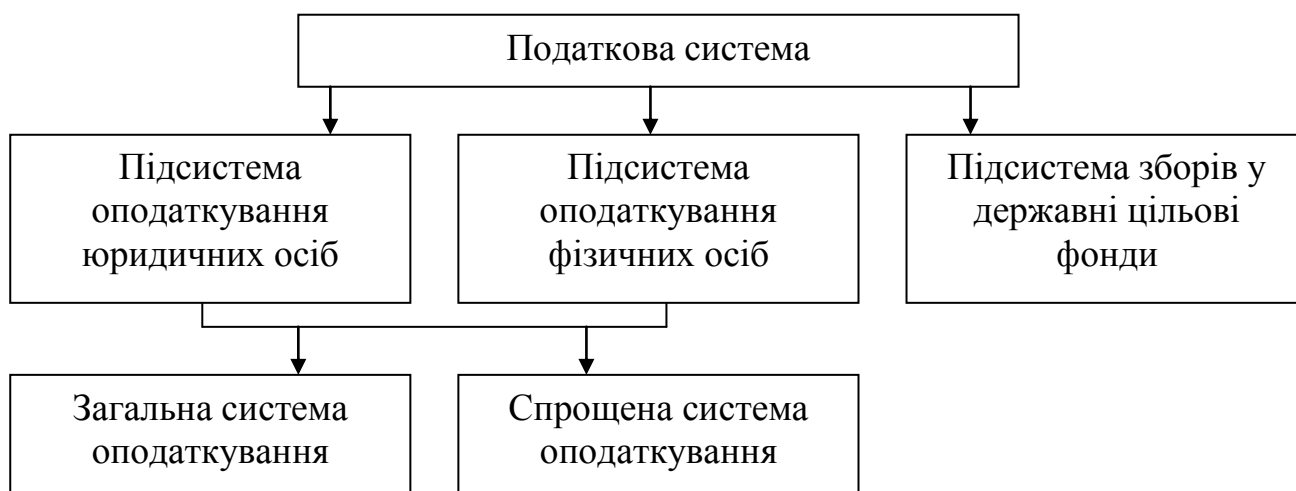 Податкова система
Підсистема
оподаткування
юридичних осіб
Підсистема
оподаткування
фізичних осіб
Підсистема зборів у
державні цільові
фонди
Загальна система
оподаткування
Спрощена система
оподаткування